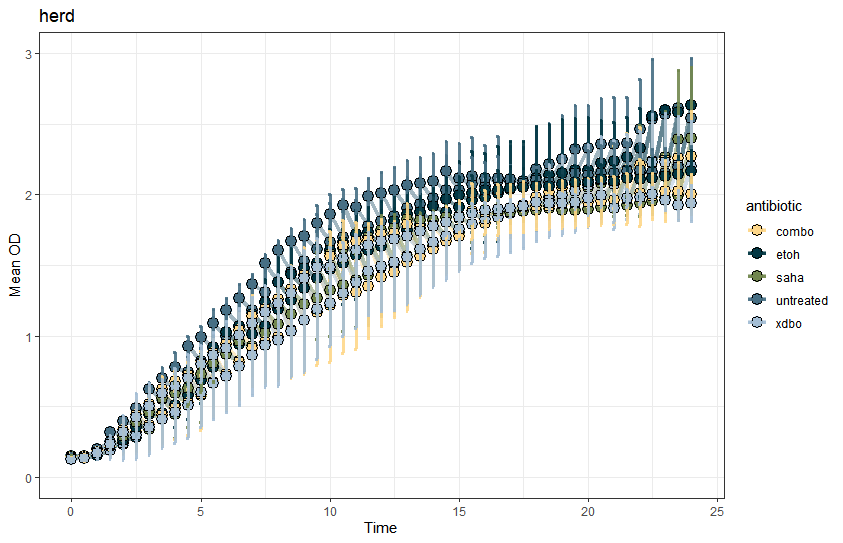 herd
Mean OD
3
2
1
0
0 5 10 15 20 25
Time
antibiotic
combo
etoh
saha
untreated
xdbo